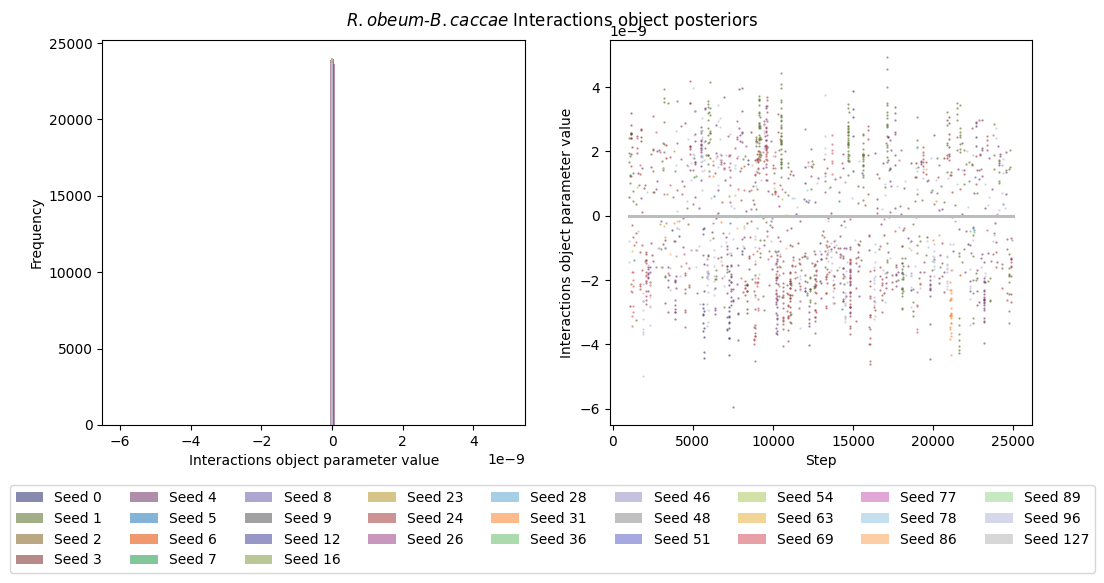 R.obeum-B.caccae Interactions object posteriors
25000
20000
15000
10000
5000
0
Frequency
−6
−4
−2
0
2
4
1e−9
Interactions object parameter value
1e−9
4
2
0
−2
−4
−6
Interactions object parameter value
0
5000
10000
15000
20000
25000
Step
Seed 0
Seed 1
Seed 2
Seed 3
Seed 4
Seed 5
Seed 6
Seed 7
Seed 8
Seed 9
Seed 12
Seed 16
Seed 23
Seed 24
Seed 26
Seed 28
Seed 31
Seed 36
Seed 46
Seed 48
Seed 51
Seed 54
Seed 63
Seed 69
Seed 77
Seed 78
Seed 86
Seed 89
Seed 96
Seed 127